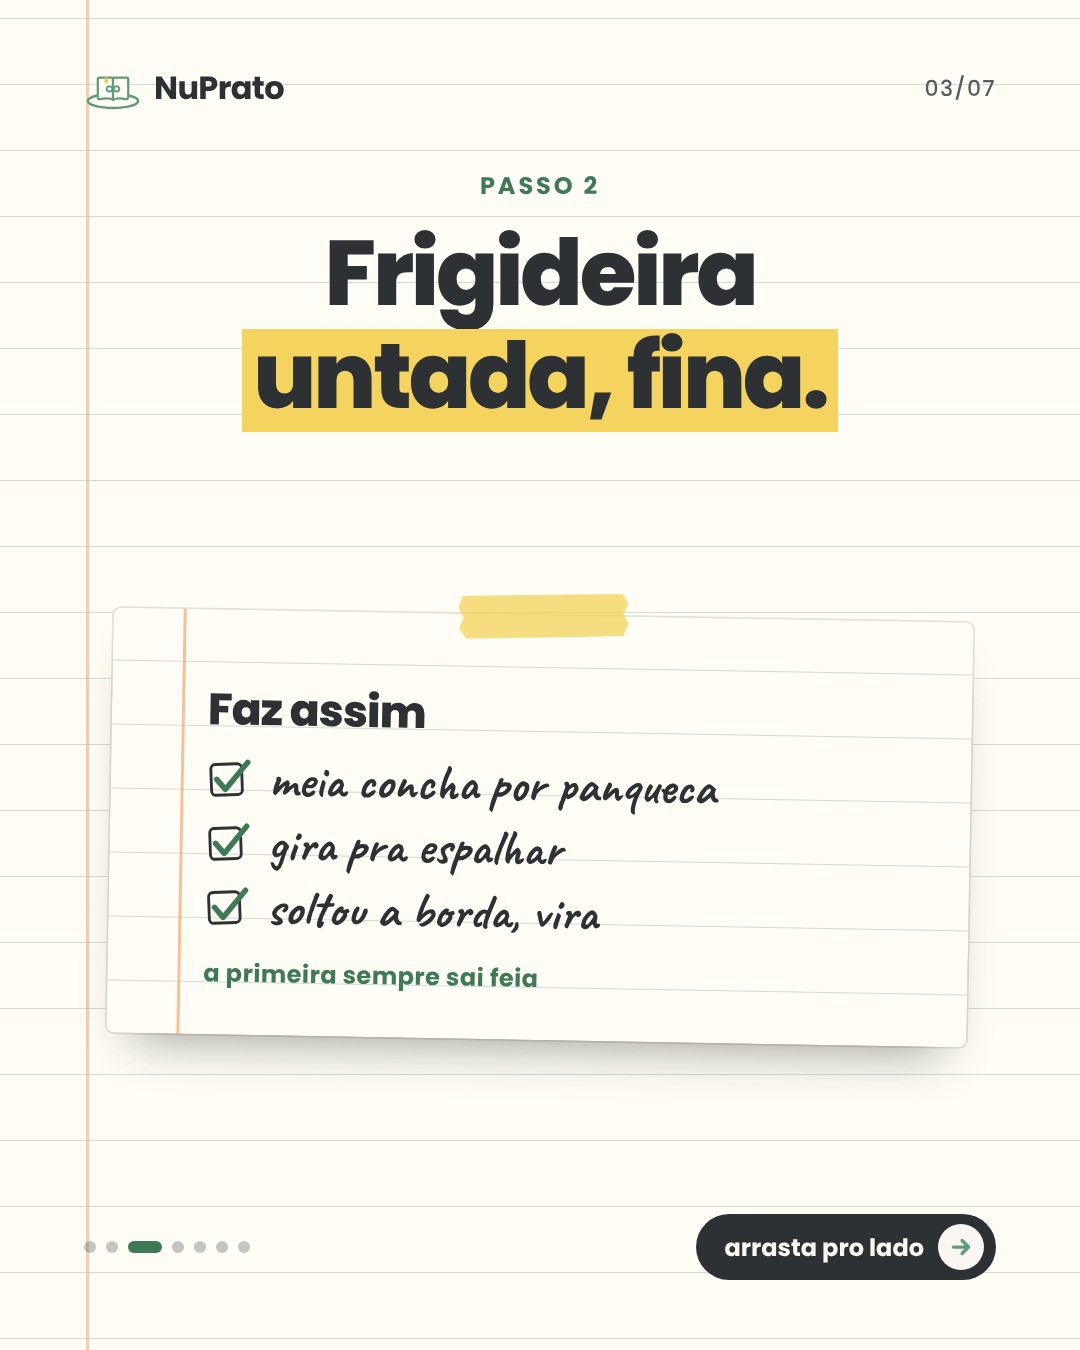 NuPrato
03/07
PASSO 2
Frigideira
untada, fina.
Faz assim
meia concha por panqueca
gira pra espalhar
soltou a borda, vira
a primeira sempre sai feia
arrasta pro lado